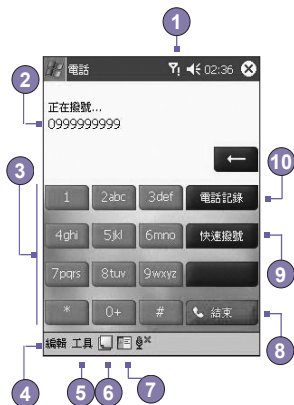 1
電話 02:36
2
正在撥號...
0999999999
10
3
1 2abc 3def 電話記錄
4ghi 5jkl 6mno 快速撥號
7pqrs 8tuv 9wxyz
9
* 0+ # 結束
8
編輯 工具
4 5 6 7